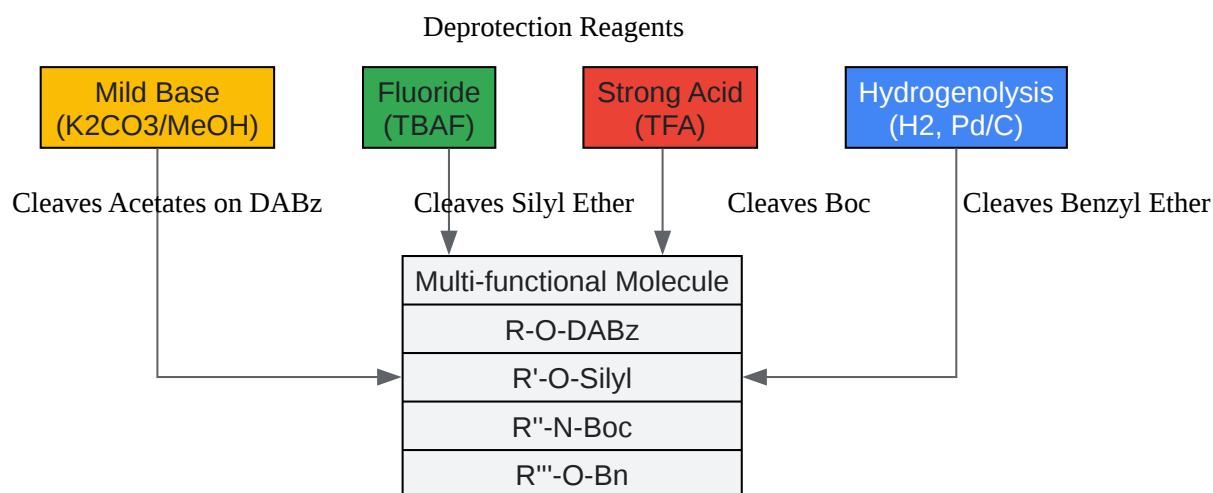 Deprotection Reagents
Mild Base
(K2CO3/MeOH)
Fluoride
(TBAF)
Strong Acid
(TFA)
Hydrogenolysis
(H2, Pd/C)
Cleaves Acetates on DABz
Cleaves Silyl Ether
Cleaves Boc
Cleaves Benzyl Ether
Multi-functional Molecule
R-O-DABz
R'-O-Silyl
R''-N-Boc
R'''-O-Bn